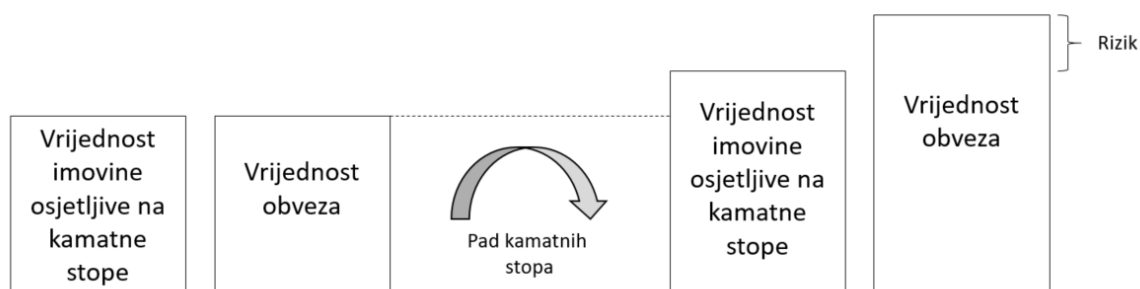 Vrijednost
imovine
osjetljive na
kamatne
stope
Vrijednost
obveza
Pad kamatnih
stopa
Vrijednost
imovine
osjetljive na
kamatne
stope
Vrijednost
obveza
Rizik